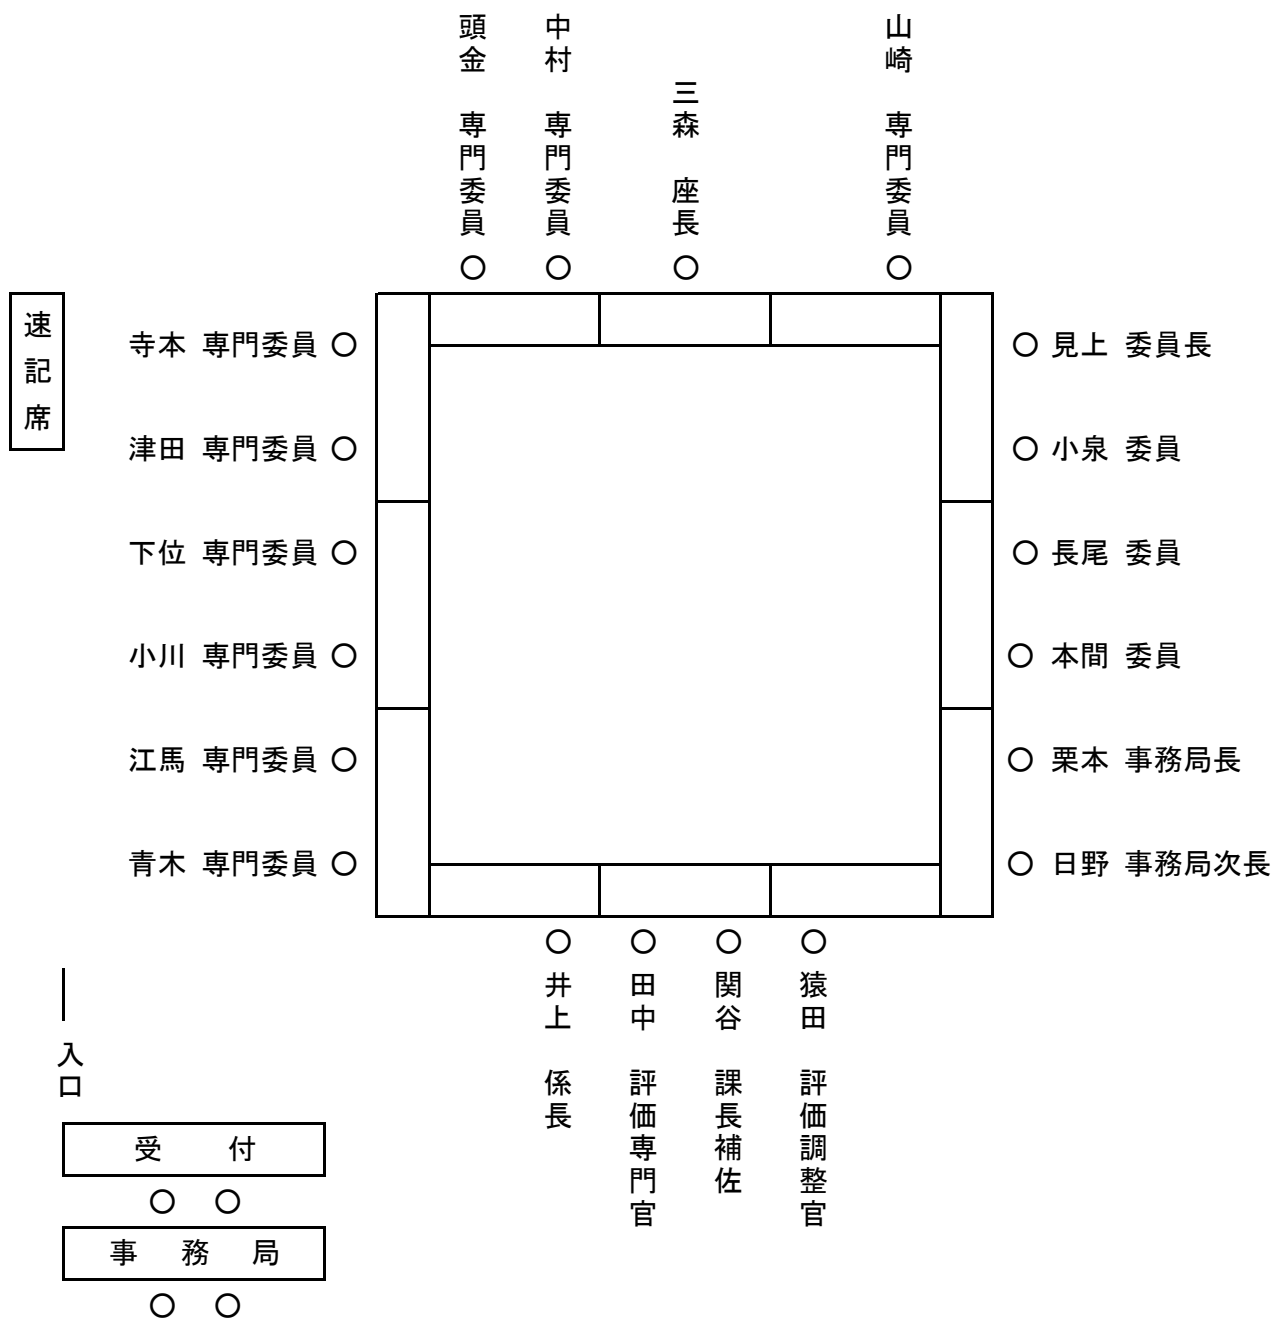 頭金 専門委員
中村 専門委員
三森 座長
山崎 専門委員
速記席
寺本 専門委員
見上 委員長
津田 専門委員
小泉 委員
下位 専門委員
長尾 委員
小川 専門委員
本間 委員
江馬 専門委員
栗本 事務局長
青木 専門委員
日野 事務局次長
井上 係長
田中 評価専門官
関谷 課長補佐
猿田 評価調整官
入口
受 付
事 務 局